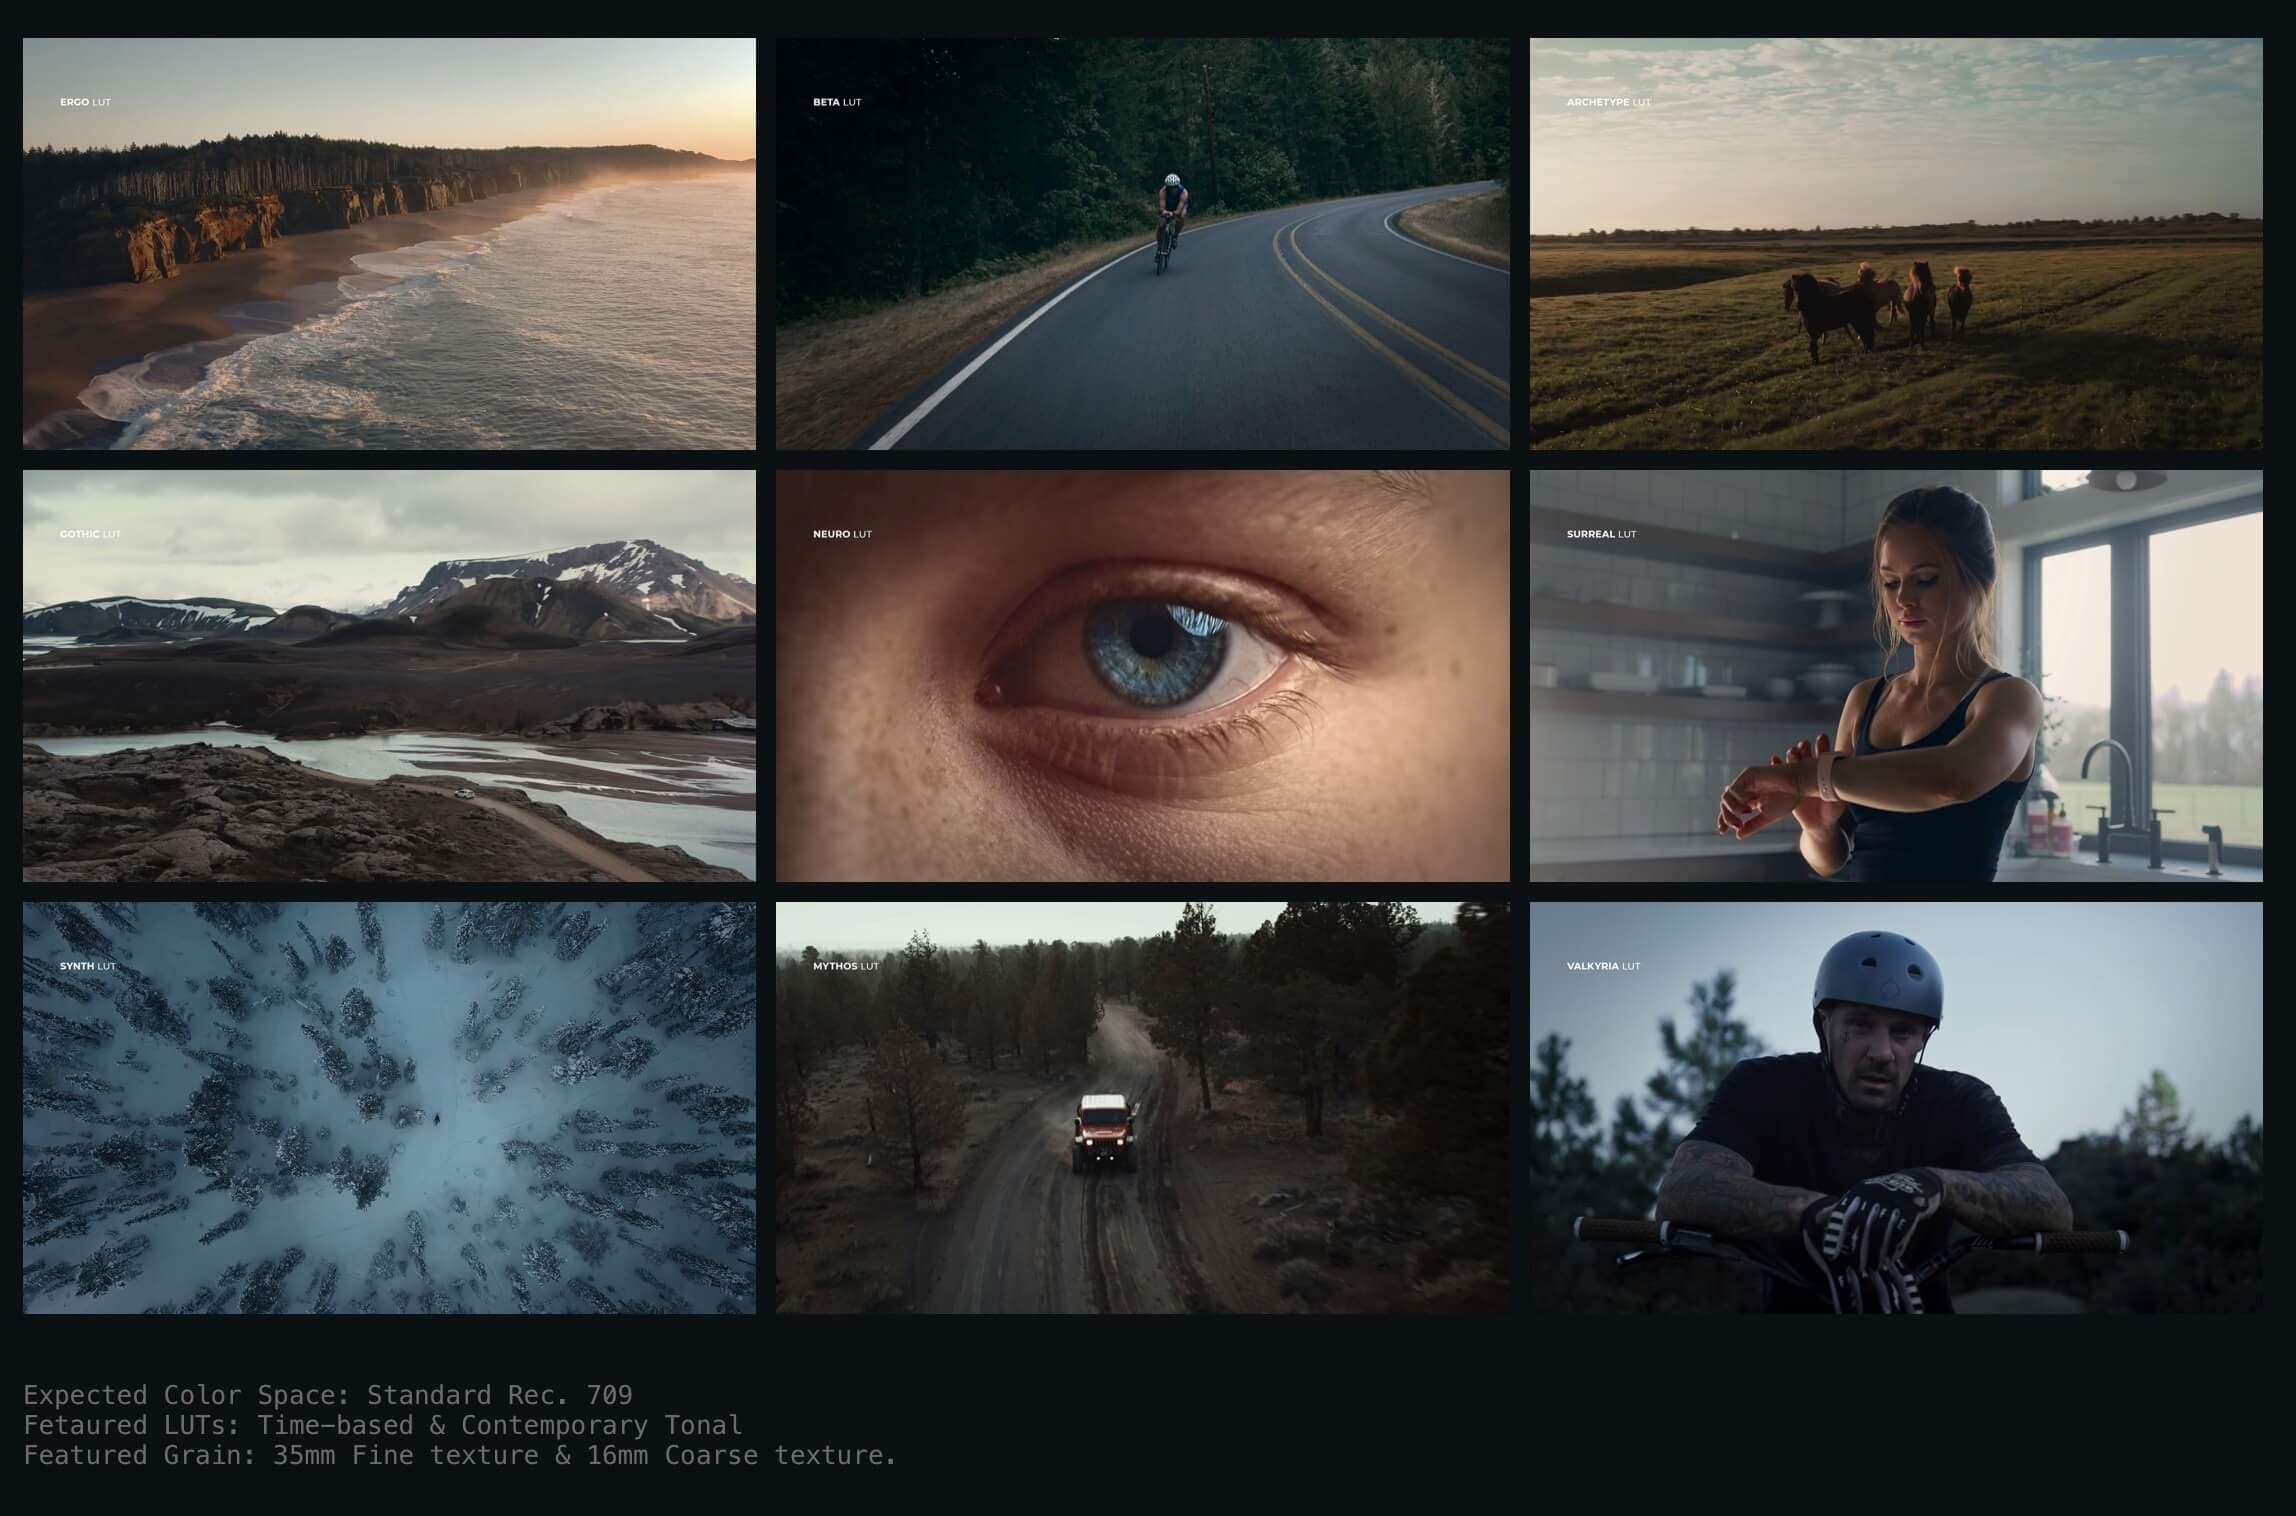 ERGO LUT
BETA LUT
ARCHETYPE LUT
GOTHIC LUT
NEURO LUT
SURREAL LUT
SYNTH LUT
MYTHOS LUT
VALKYRIA LUT
Expected Color Space: Standard Rec. 709
Fetaured LUTs: Time-based & Contemporary Tonal
Featured Grain: 35mm Fine texture & 16mm Coarse texture.